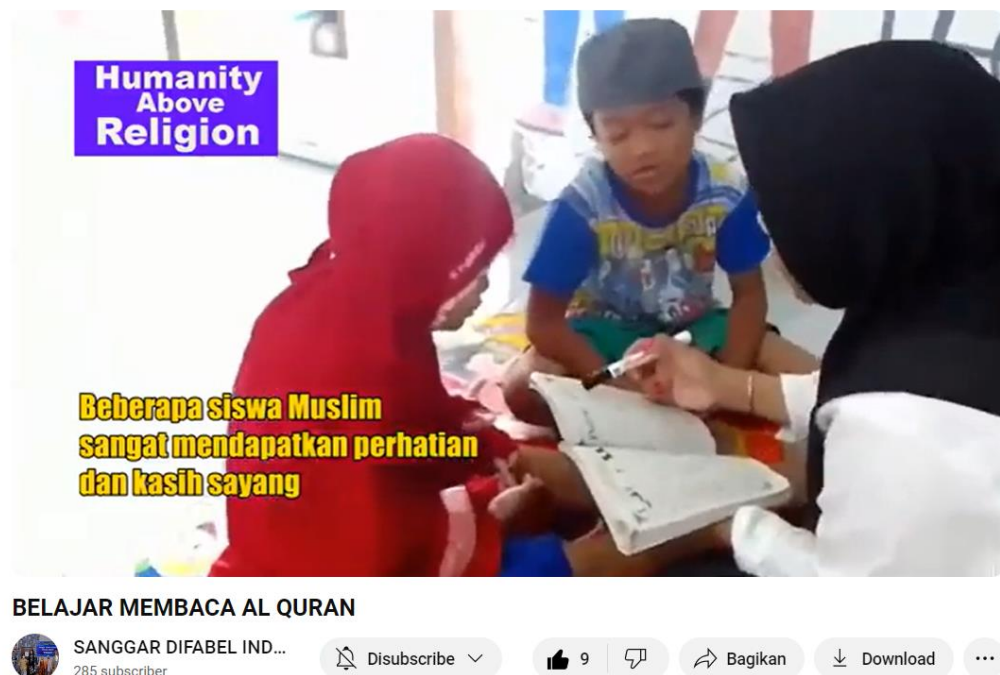 Humanity
Above
Religion
Beberapa siswa Muslim
sangat mendapatkan perhatian
dan kasih sayang
BELAJAR MEMBACA AL QURAN
SANGGAR DIFABEL IND...
285 subscriber
Disubscribe
9
Bagikan
Download